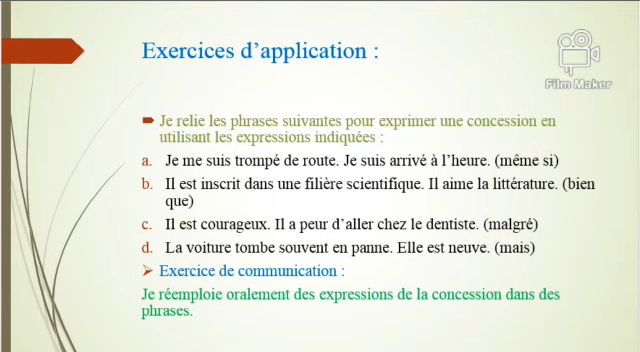 Exercices d’application :
Film Maker
Je relie les phrases suivantes pour exprimer une concession en
utilisant les expressions indiquées :
a. Je me suis trompé de route. Je suis arrivé à l’heure. (même si)
b. Il est inscrit dans une filière scientifique. Il aime la littérature. (bien
que)
c. Il est courageux. Il a peur d’aller chez le dentiste. (malgré)
d. La voiture tombe souvent en panne. Elle est neuve. (mais)
Exercice de communication :
Je réemploie oralement des expressions de la concession dans des
phrases.